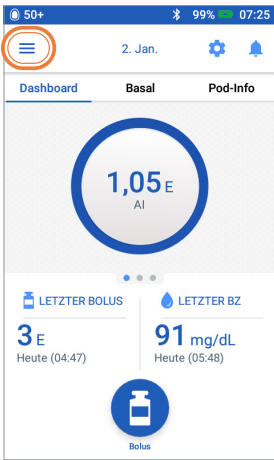 50+ 99% 07:25
2. Jan.
Dashboard Basal Pod-Info
1,05 E
AI
LETZTER BOLUS LETZTER BZ
3 E 91 mg/dL
Heute (04:47) Heute (05:48)
Bolus